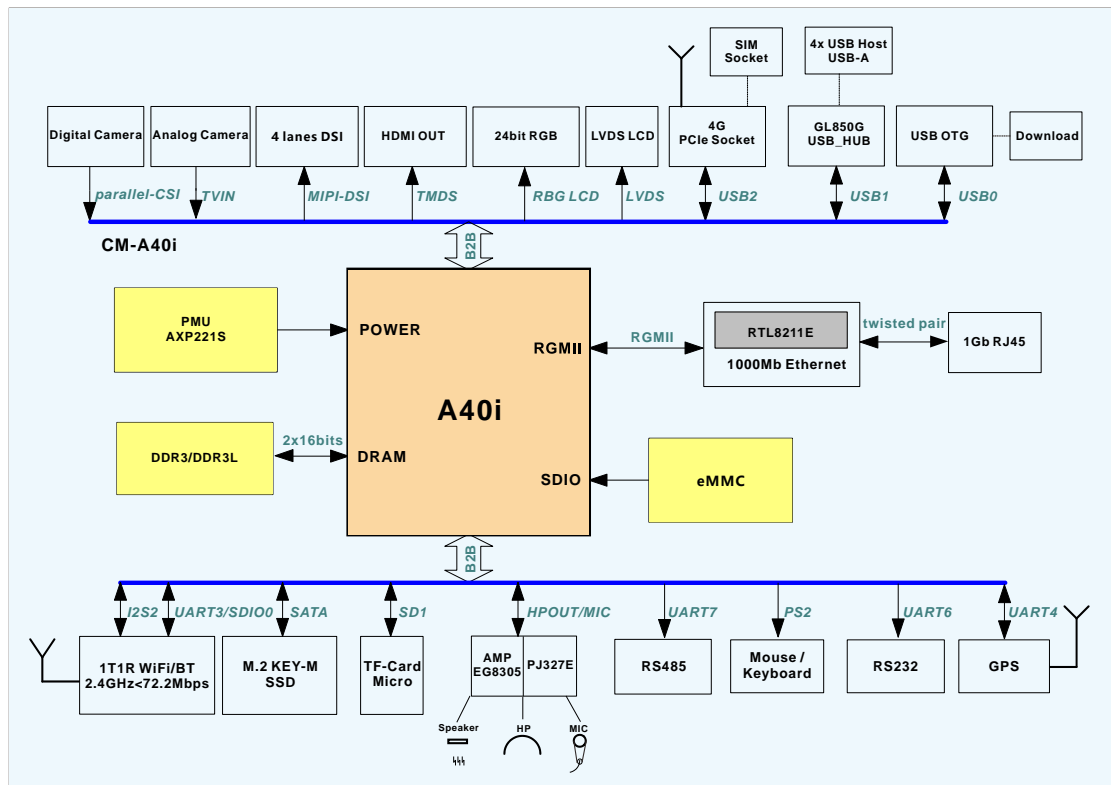 SIM
Socket
4x USB Host
USB-A
Digital Camera
Analog Camera
4 lanes DSI
HDMI OUT
24bit RGB
LVDS LCD
4G
PCIe Socket
GL850G
USB_HUB
USB OTG
Download
parallel-CSI
TVIN
MIPI-DSI
TMDS
RBG LCD
LVDS
USB2
USB1
USB0
CM-A40i
B2B
PMU
AXP221S
POWER
RGMII
RGMII
RTL8211E
1000Mb Ethernet
twisted pair
1Gb RJ45
A40i
DDR3/DDR3L
2x16bits
DRAM
SDIO
eMMC
B2B
I2S2
UART3/SDIO0
SATA
SD1
HPOUT/MIC
UART7
PS2
UART6
UART4
1T1R WiFi/BT
2.4GHz<72.2Mbps
M.2 KEY-M
SSD
TF-Card
Micro
AMP
EG8305
PJ327E
RS485
Mouse /
Keyboard
RS232
GPS
Speaker
HP
MIC